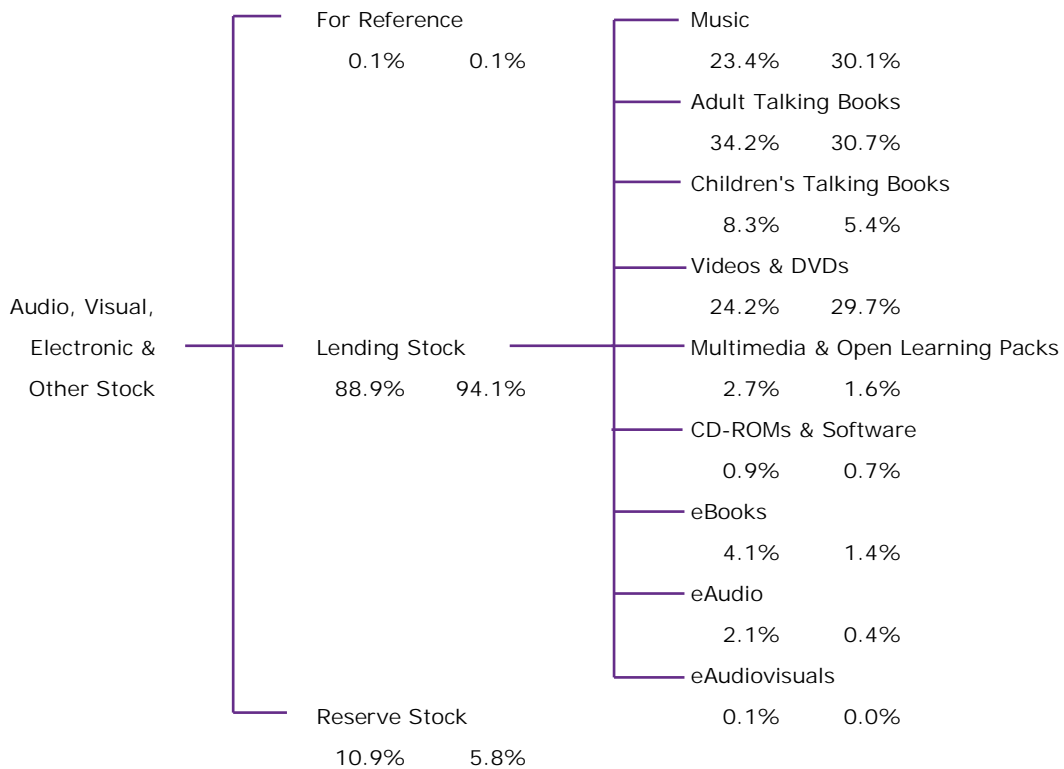 For Reference
0.1% 0.1%
Music
23.4% 30.1%
Adult Talking Books
34.2% 30.7%
Children's Talking Books
8.3% 5.4%
Videos & DVDs
24.2% 29.7%
Audio, Visual,
Electronic &
Other Stock
Lending Stock
88.9% 94.1%
Multimedia & Open Learning Packs
2.7% 1.6%
CD-ROMs & Software
0.9% 0.7%
eBooks
4.1% 1.4%
eAudio
2.1% 0.4%
eAudiovisuals
0.1% 0.0%
Reserve Stock
10.9% 5.8%